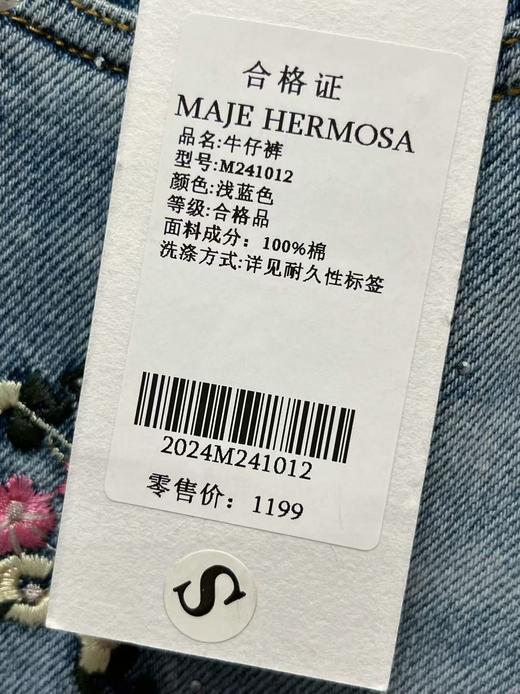 合格证
MAJE HERMOSA
品名:牛仔裤
型号:M241012
颜色:浅蓝色
等级:合格品
面料成分：100%棉
洗涤方式:详见耐久性标签
2024M241012
零售价：1199
S